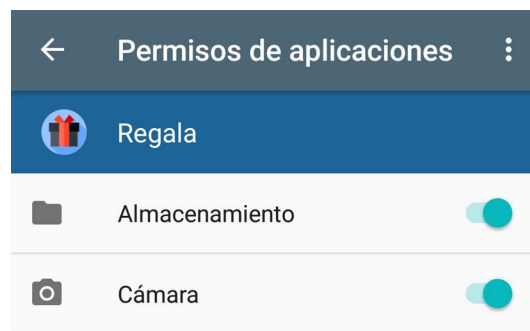 Permisos de aplicaciones
Regala
Almacenamiento
Cámara